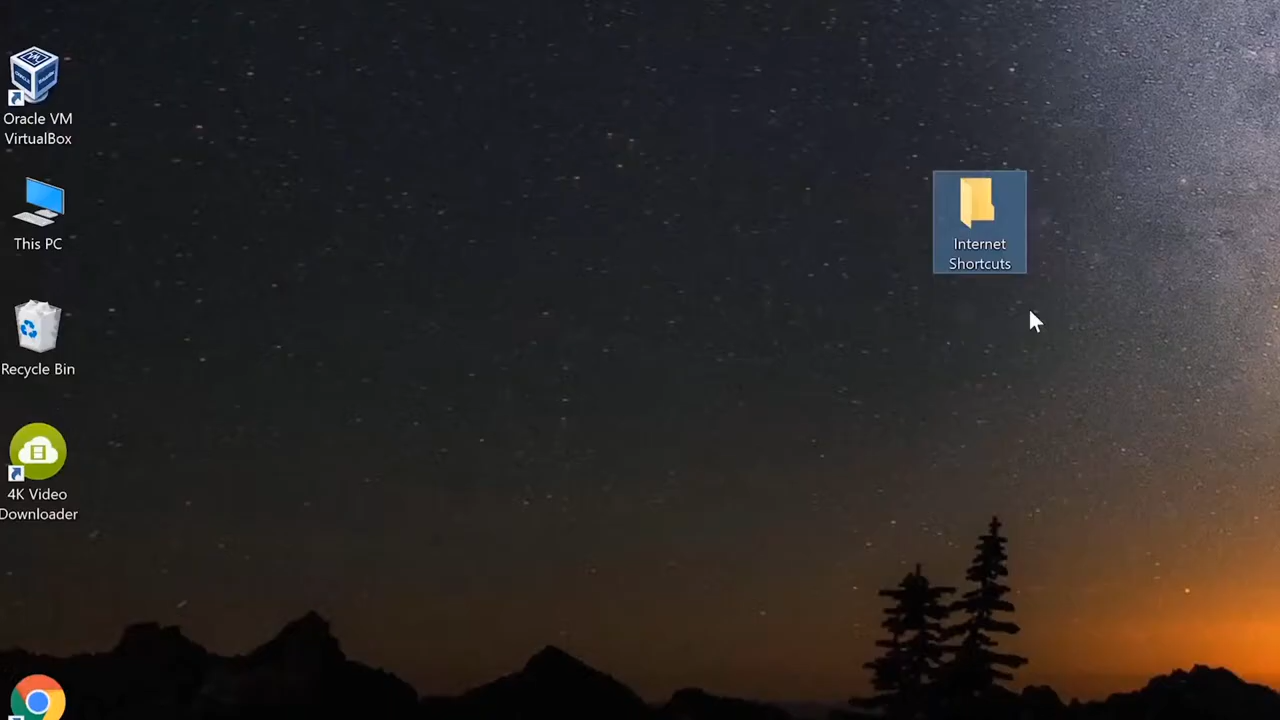 Oracle VM
VirtualBox
This PC
Recycle Bin
4K Video
Downloader
Internet
Shortcuts